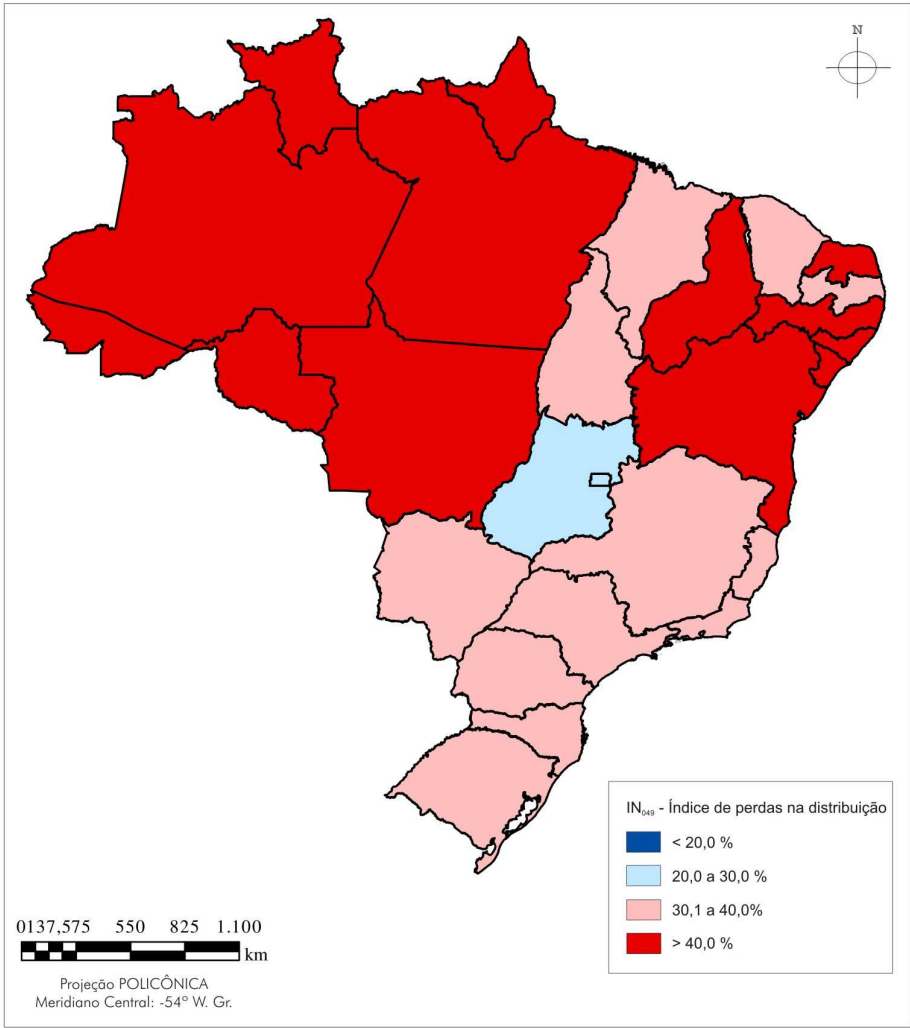 N
IN₀₄₉ - Índice de perdas na distribuição
< 20,0 %
20,0 a 30,0 %
30,1 a 40,0%
> 40,0 %
0137,575 550 825 1.100
km
Projeção POLICÔNICA
Meridiano Central: -54º W. Gr.